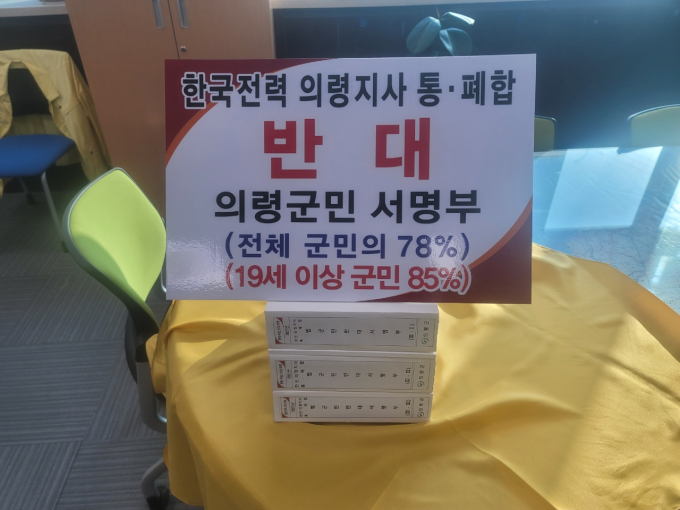 한국전력 의령지사 통·폐합
반 대
의령군민 서명부
(전체 군민의 78%)
(19세 이상 군민 85%)